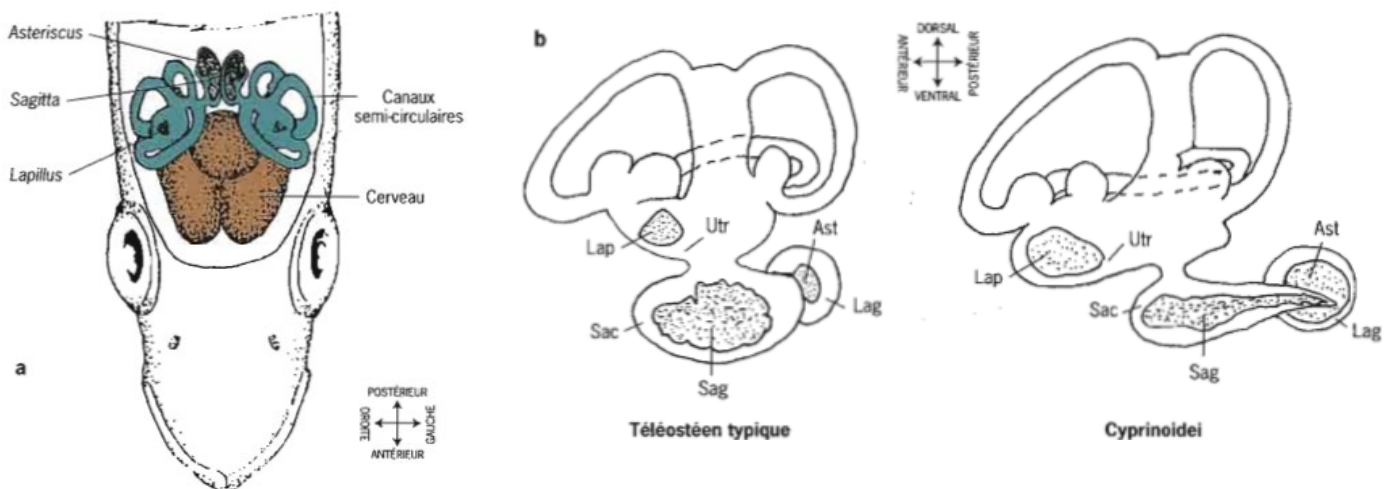 Asteriscus
Sagitta
Lapillus
Canaux
semi-circulaires
Cerveau
a
POSTÉRIEUR
DROITE
GAUCHE
ANTÉRIEUR
b
DORSAL
ANTÉRIEUR
POSTÉRIEUR
VENTRAL
Lap
Utr
Ast
Lag
Sac
Sag
Téléostéen typique
Lap
Utr
Ast
Sac
Lag
Sag
Cyprinoidei